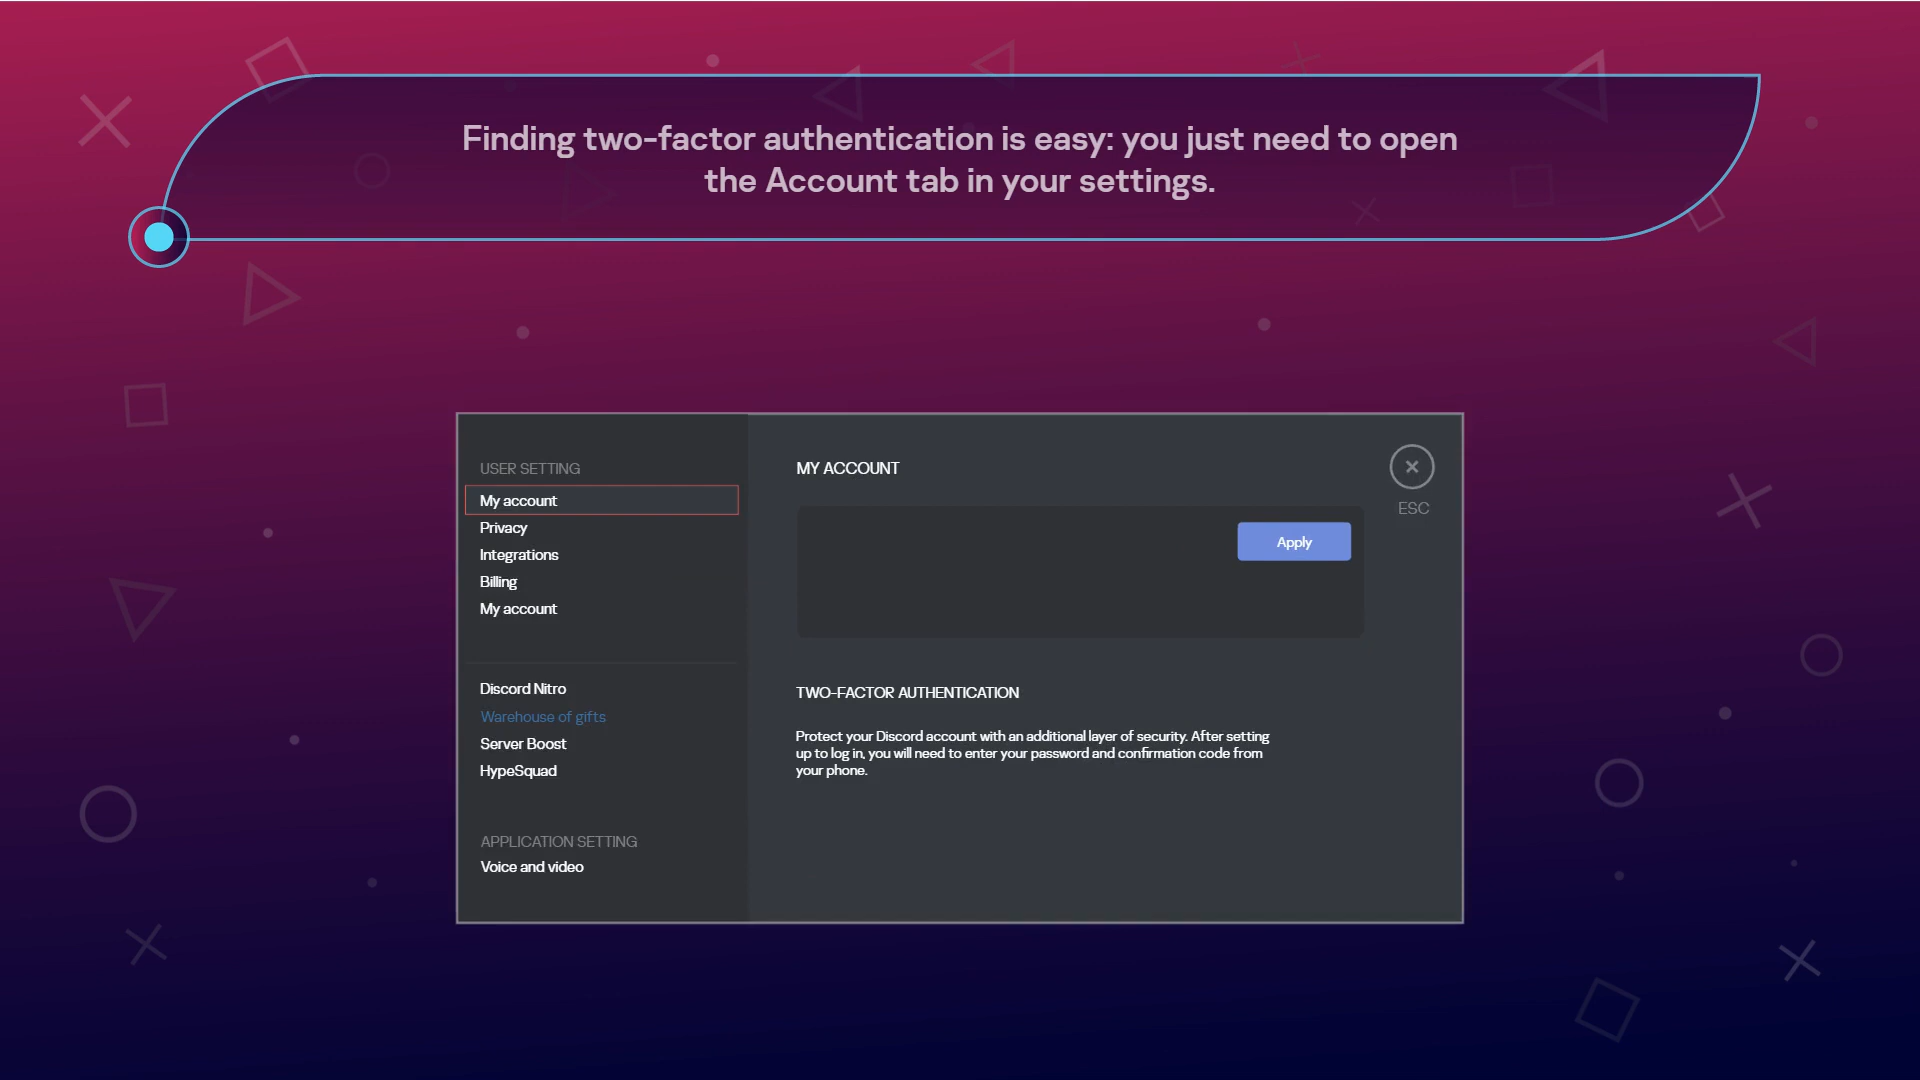 Finding two-factor authentication is easy: you just need to open
the Account tab in your settings.
USER SETTING
My account
Privacy
Integrations
Billing
My account
Discord Nitro
Warehouse of gifts
Server Boost
HypeSquad
APPLICATION SETTING
Voice and video
MY ACCOUNT
Apply
ESC
TWO-FACTOR AUTHENTICATION
Protect your Discord account with an additional layer of security. After setting
up to log in, you will need to enter your password and confirmation code from
your phone.